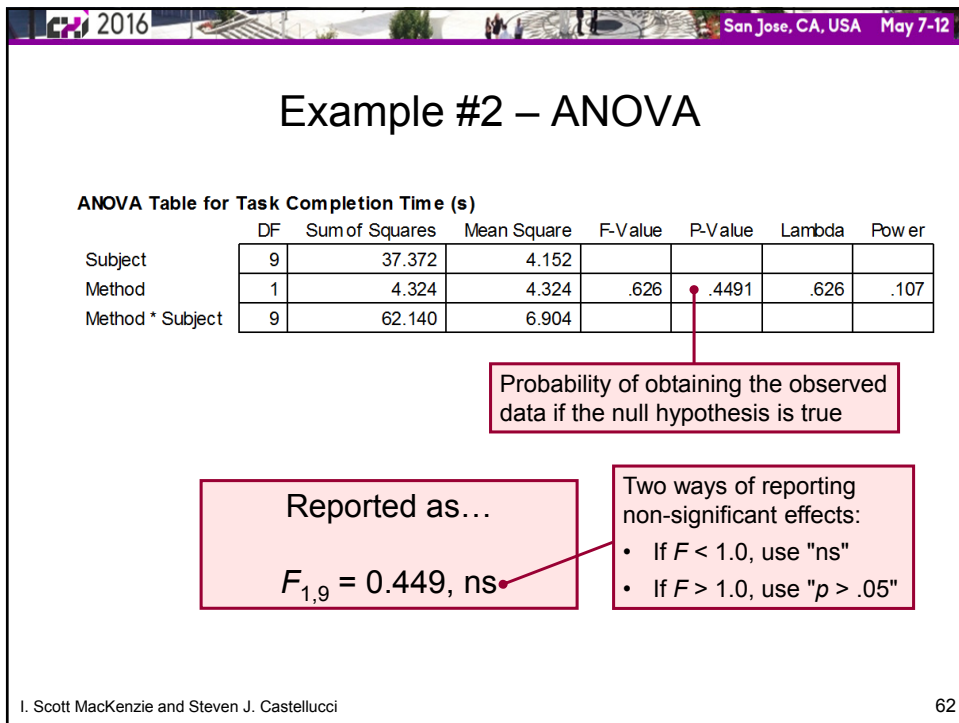 CHI 2016
San Jose, CA, USA May 7-12
Example #2 – ANOVA
ANOVA Table for Task Completion Time (s)
DF Sum of Squares Mean Square F-Value P-Value Lambda Power
Subject 9 37.372 4.152
Method 1 4.324 4.324 .626 .4491 .626 .107
Method * Subject 9 62.140 6.904
Probability of obtaining the observed
data if the null hypothesis is true
Reported as…
F1,9 = 0.449, ns
Two ways of reporting
non-significant effects:
• If F < 1.0, use "ns"
• If F > 1.0, use "p > .05"
I. Scott MacKenzie and Steven J. Castellucci
62